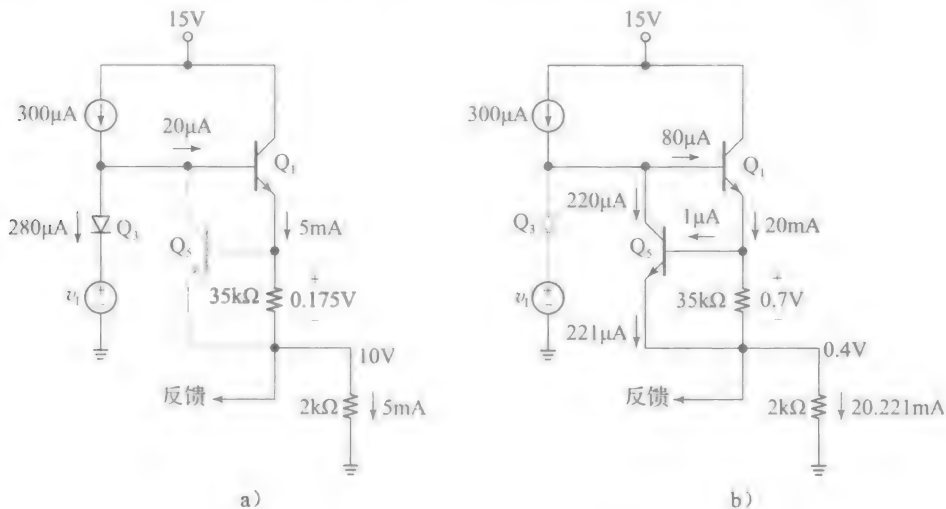 15V
300μA
20μA
Q₁
280μA
Q₃
Q₅
5mA
v₁
35kΩ
+
0.175V
−
10V
反馈
2kΩ
5mA
a）
15V
300μA
80μA
Q₁
220μA
1μA
Q₃
Q₅
20mA
v₁
35kΩ
+
0.7V
−
221μA
0.4V
反馈
2kΩ
20.221mA
b）